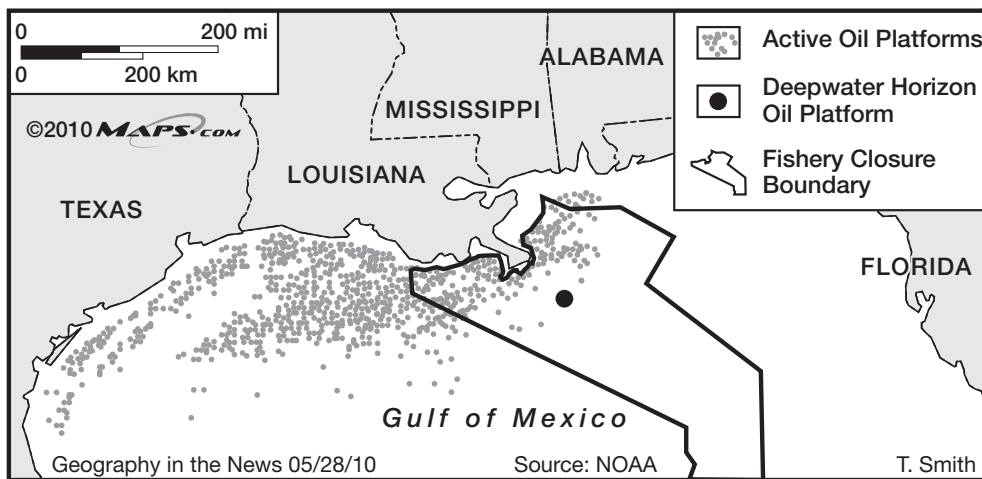 0 200 mi
0 200 km
©2010 MAPS.COM
ALABAMA
MISSISSIPPI
LOUISIANA
TEXAS
FLORIDA
Active Oil Platforms
Deepwater Horizon
Oil Platform
Fishery Closure
Boundary
Gulf of Mexico
Geography in the News 05/28/10
Source: NOAA
T. Smith